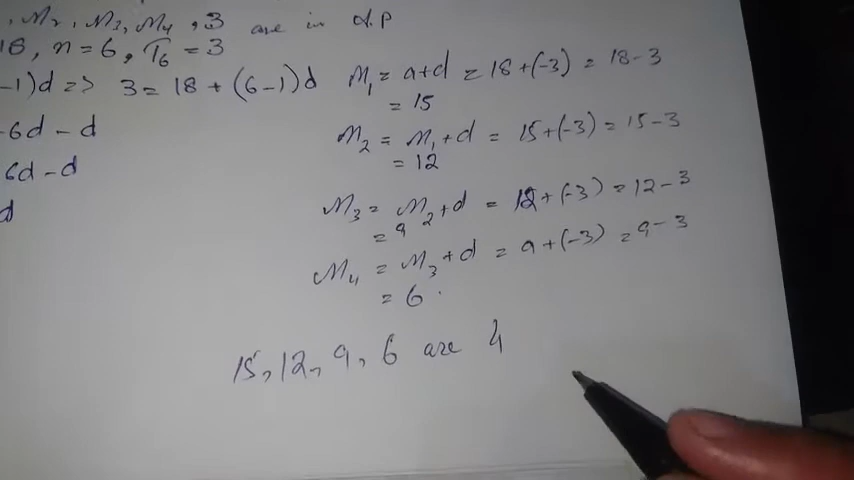 , M2, M3, M4, 3 are in A.P
18, n = 6, T6 = 3
-1)d => 3 = 18 + (6-1)d
-6d - d
6d - d
d
M1 = a+d = 18+(-3) = 18-3
= 15
M2 = M1+d = 15+(-3) = 15-3
= 12
M3 = M2+d = 12+(-3) = 12-3
= 9
M4 = M3+d = 9+(-3) = 9-3
= 6.
15, 12, 9, 6 are 4